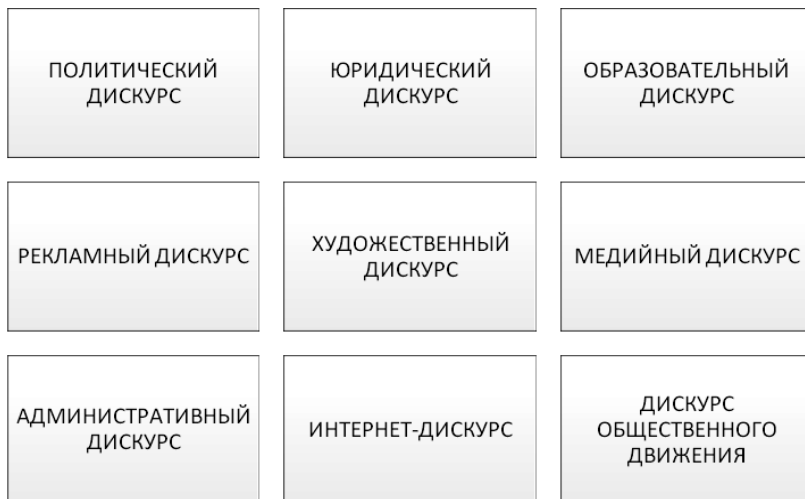 ПОЛИТИЧЕСКИЙ
ДИСКУРС
ЮРИДИЧЕСКИЙ
ДИСКУРС
ОБРАЗОВАТЕЛЬНЫЙ
ДИСКУРС
РЕКЛАМНЫЙ ДИСКУРС
ХУДОЖЕСТВЕННЫЙ
ДИСКУРС
МЕДИЙНЫЙ ДИСКУРС
АДМИНИСТРАТИВНЫЙ
ДИСКУРС
ИНТЕРНЕТ-ДИСКУРС
ДИСКУРС
ОБЩЕСТВЕННОГО
ДВИЖЕНИЯ